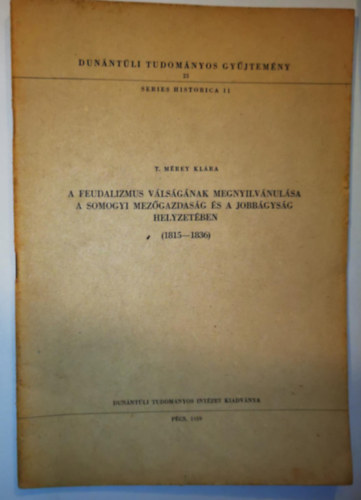 DUNÁNTÚLI TUDOMÁNYOS GYŰJTEMÉNY
SERIES HISTORICA 11
T. MÉREY KLÁRA
A FEUDALIZMUS VÁLSÁGÁNAK MEGNYILVÁNULÁSA
A SOMOGYI MEZŐGAZDASÁG ÉS A JOBBÁGYSÁG
HELYZETÉBEN
(1815—1836)
DUNÁNTÚLI TUDOMÁNYOS INTÉZET KIADVÁNYA
PÉCS,